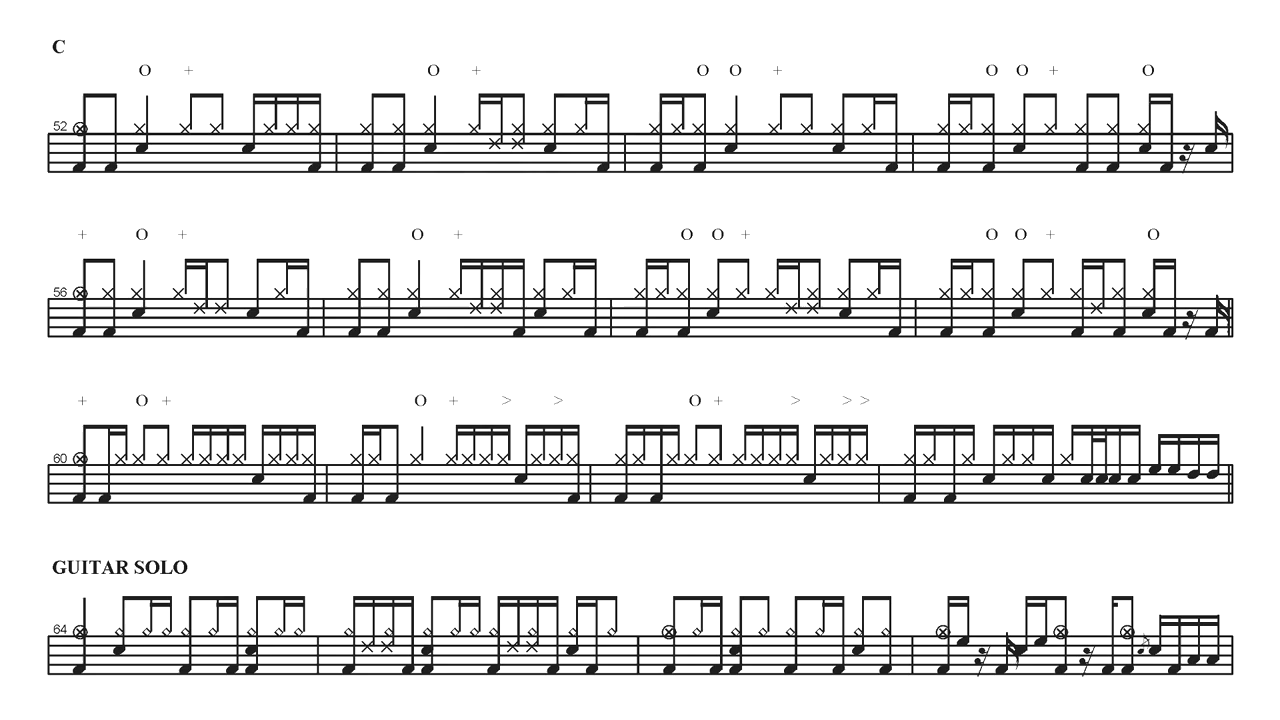 C
O + O + O O + O O + O
52
+ O + O + O O + O O + O
56
+ O + O + > > O + > > >
60
GUITAR SOLO
64